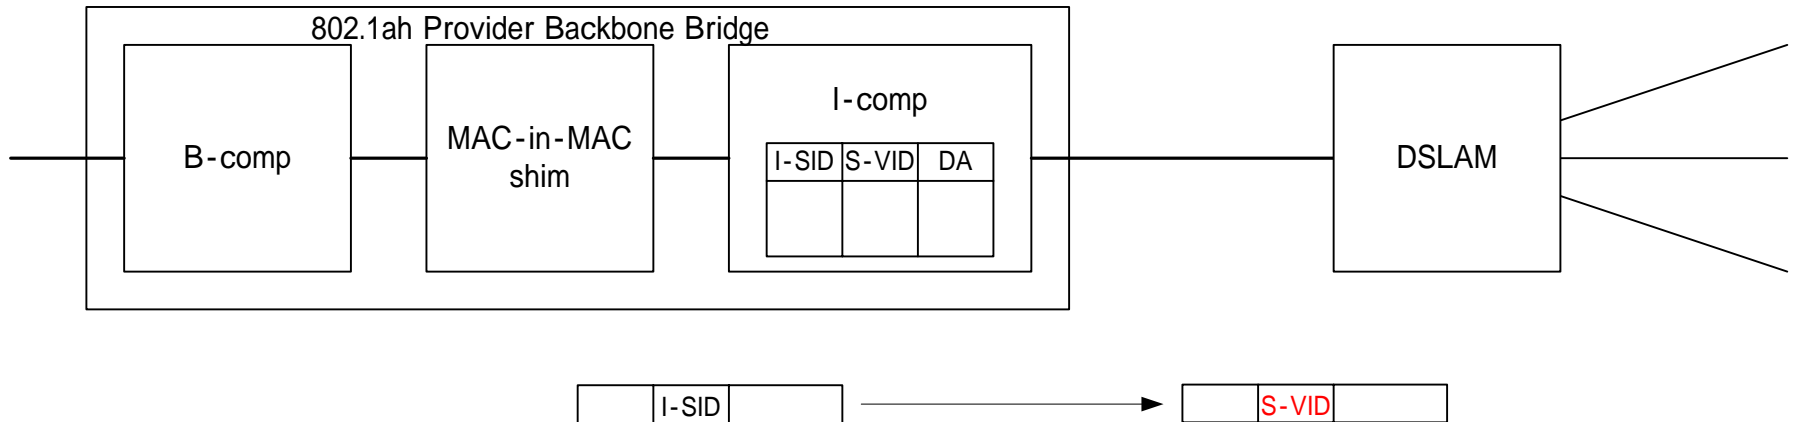 802.1ah Provider Backbone Bridge
B-comp
MAC-in-MAC
shim
I-comp
I-SID S-VID DA
DSLAM
I-SID
S-VID